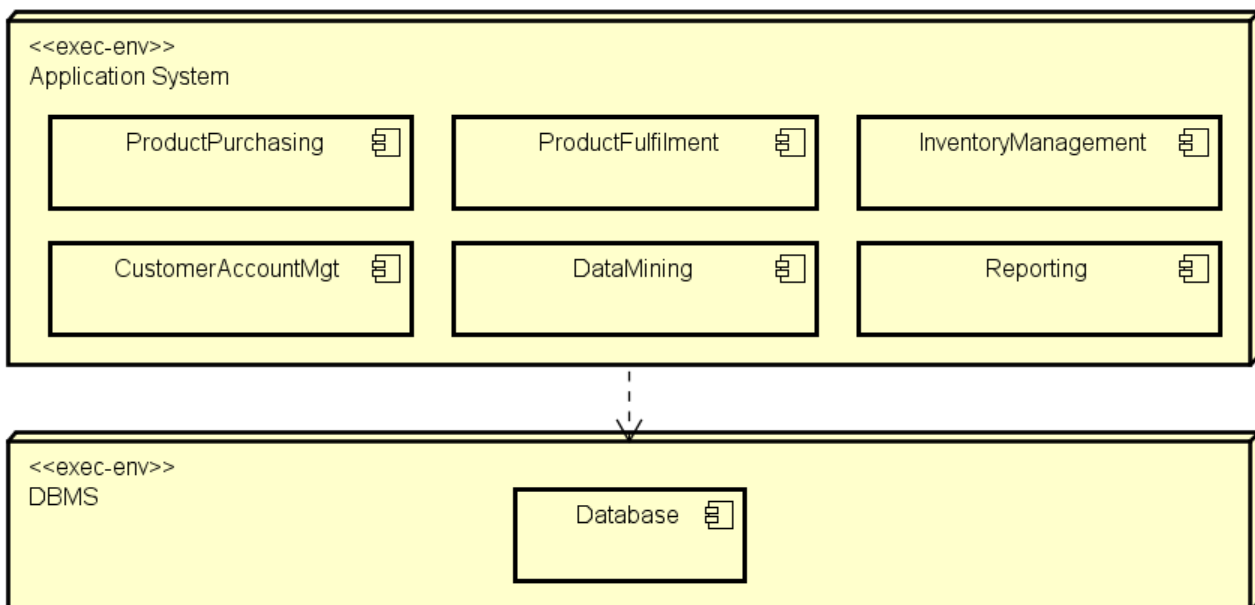 <<exec-env>>
Application System
ProductPurchasing
ProductFulfilment
InventoryManagement
CustomerAccountMgt
DataMining
Reporting
<<exec-env>>
DBMS
Database